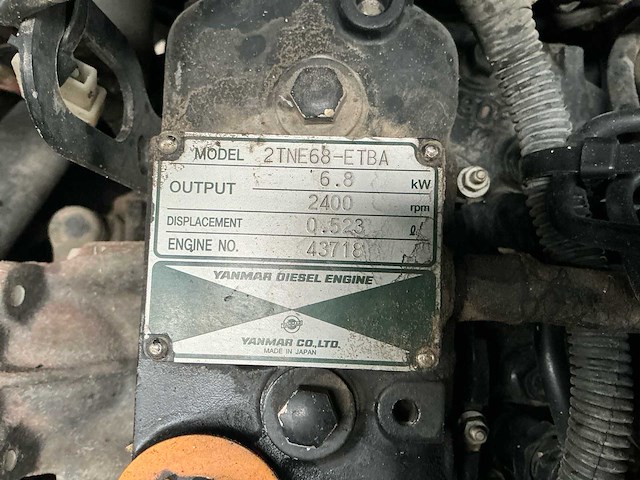 MODEL 2TNE68-ETBA
OUTPUT 6.8 kW
2400 rpm
DISPLACEMENT 0.523 ℓ
ENGINE NO. 43718
YANMAR DIESEL ENGINE
YANMAR CO.,LTD.
MADE IN JAPAN